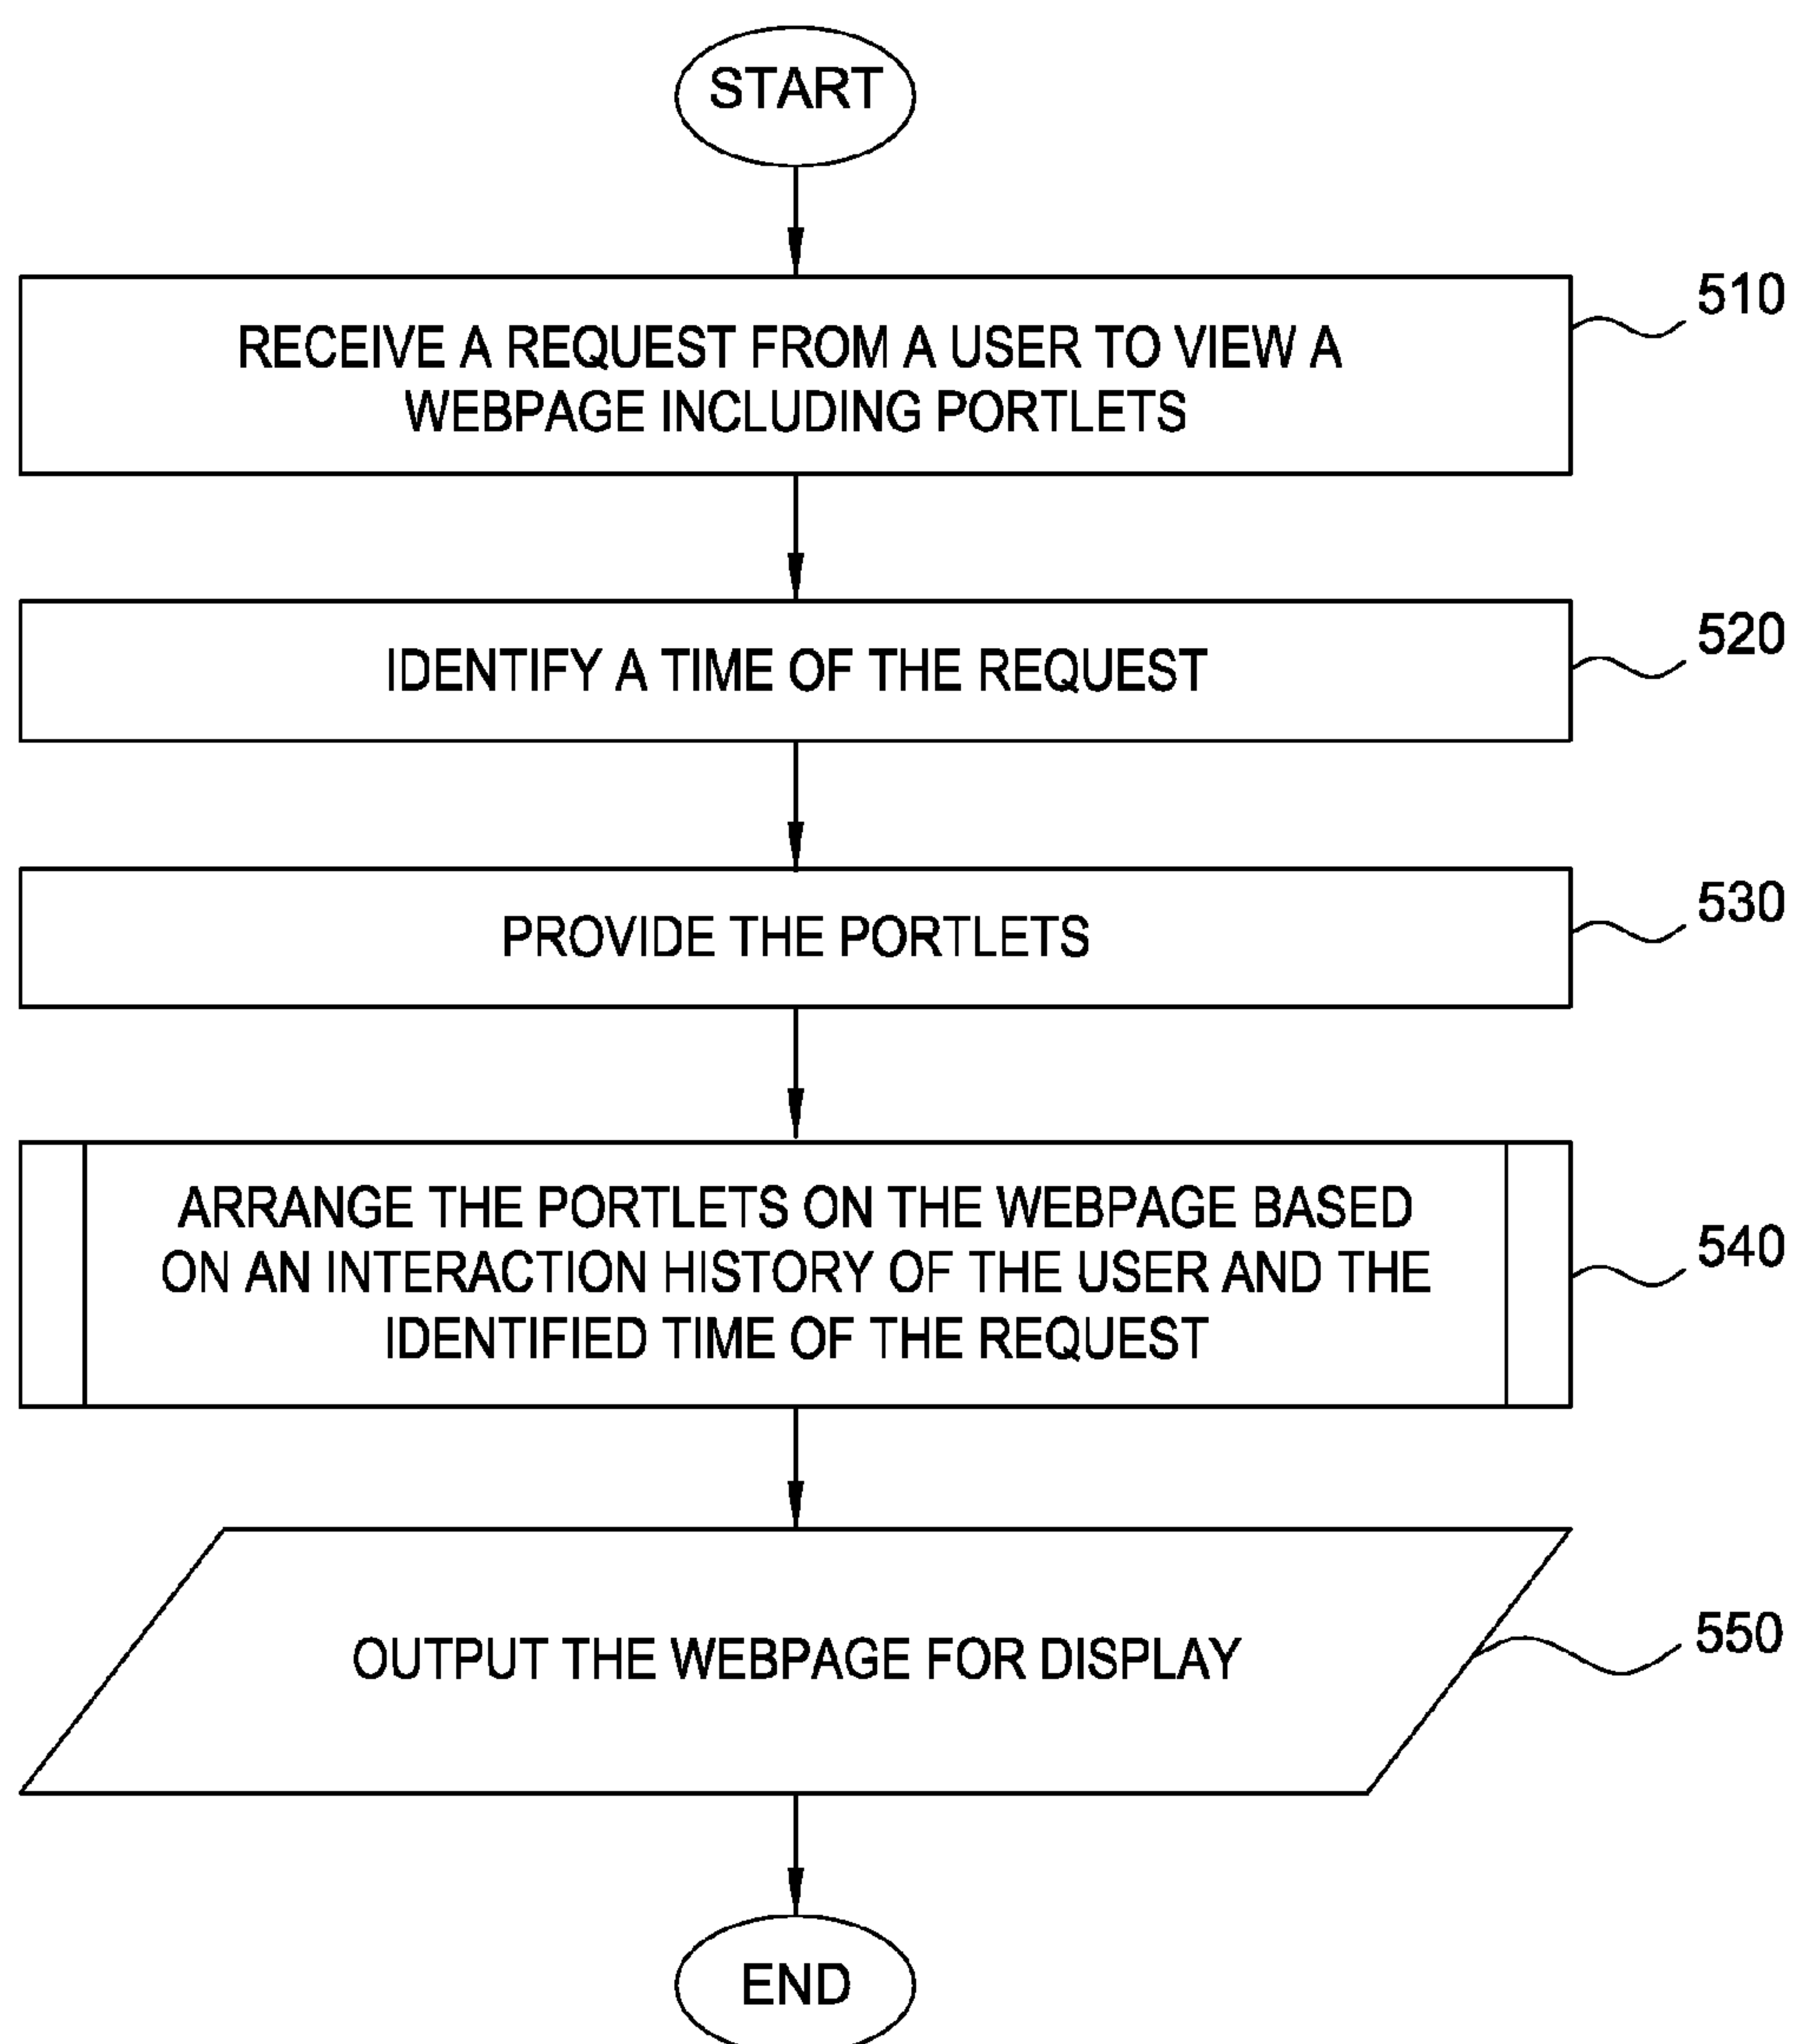 START
510
RECEIVE A REQUEST FROM A USER TO VIEW A
WEBPAGE INCLUDING PORTLETS
520
IDENTIFY A TIME OF THE REQUEST
530
PROVIDE THE PORTLETS
540
ARRANGE THE PORTLETS ON THE WEBPAGE BASED
ON AN INTERACTION HISTORY OF THE USER AND THE
IDENTIFIED TIME OF THE REQUEST
550
OUTPUT THE WEBPAGE FOR DISPLAY
END